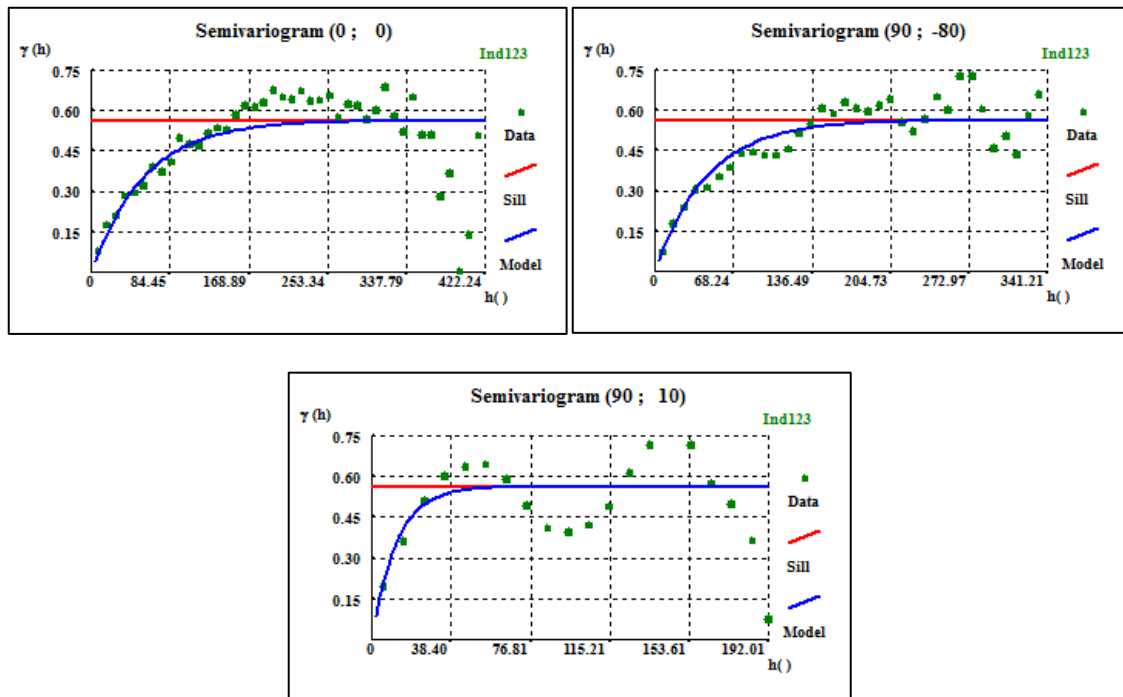 Semivariogram (0 ; 0)
γ (h)
Ind123
0.75
0.60
0.45
0.30
0.15
0
84.45
168.89
253.34
337.79
422.24
h( )
Data
Sill
Model
Semivariogram (90 ; -80)
γ (h)
Ind123
0.75
0.60
0.45
0.30
0.15
0
68.24
136.49
204.73
272.97
341.21
h( )
Data
Sill
Model
Semivariogram (90 ; 10)
γ (h)
Ind123
0.75
0.60
0.45
0.30
0.15
0
38.40
76.81
115.21
153.61
192.01
h( )
Data
Sill
Model